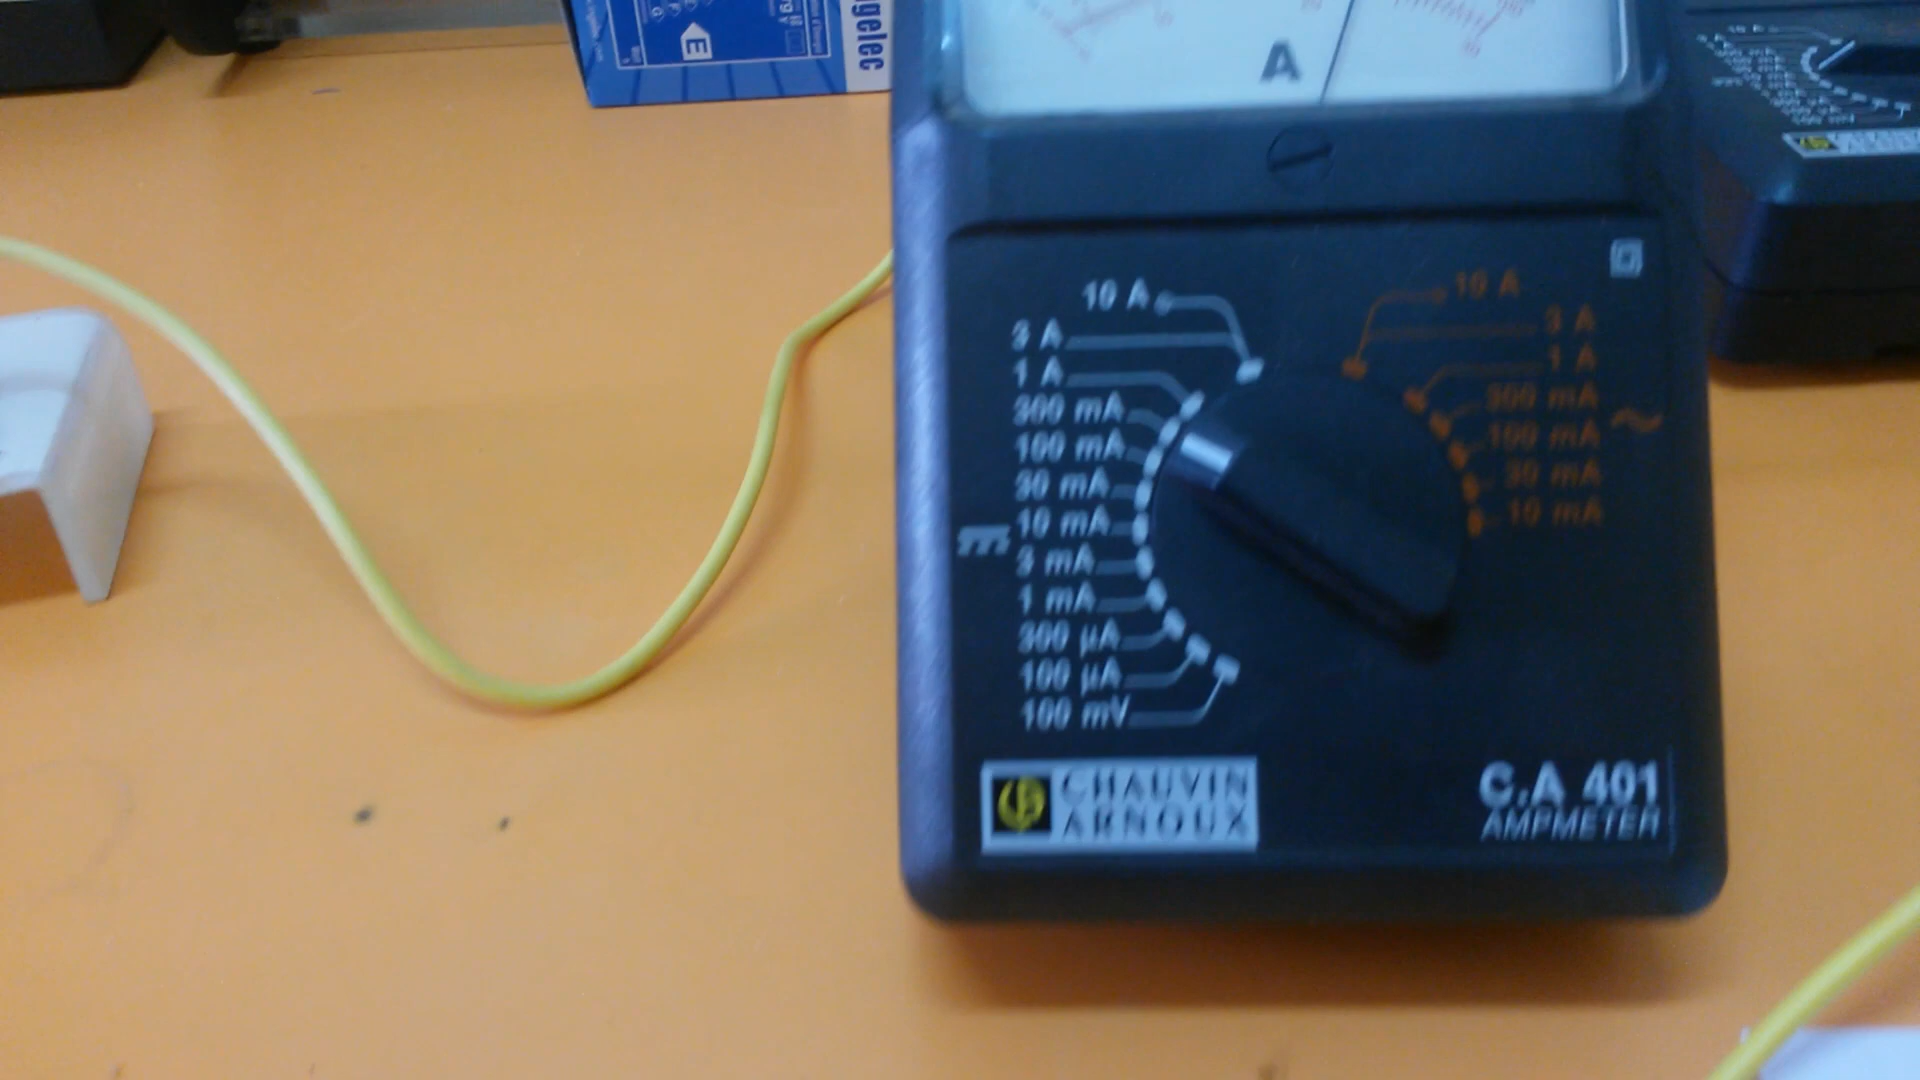 gelec
E
A
10 A
3 A
1 A
300 mA
100 mA
30 mA
10 mA
3 mA
1 mA
300 µA
100 µA
100 mV
10 A
3 A
1 A
300 mA
100 mA
30 mA
10 mA
CHAUVIN
ARNOUX
C.A 401
AMPMETER